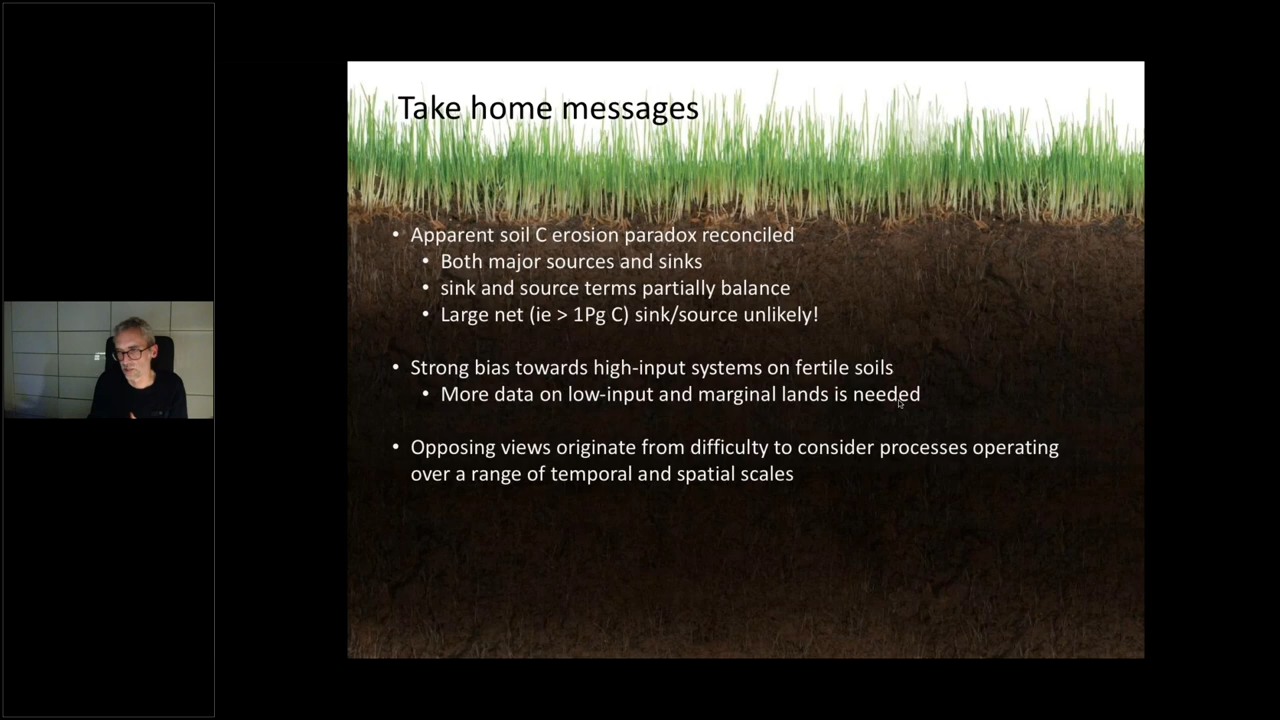 Take home messages
• Apparent soil C erosion paradox reconciled
• Both major sources and sinks
• sink and source terms partially balance
• Large net (ie > 1Pg C) sink/source unlikely!
• Strong bias towards high-input systems on fertile soils
• More data on low-input and marginal lands is needed
• Opposing views originate from difficulty to consider processes operating
over a range of temporal and spatial scales